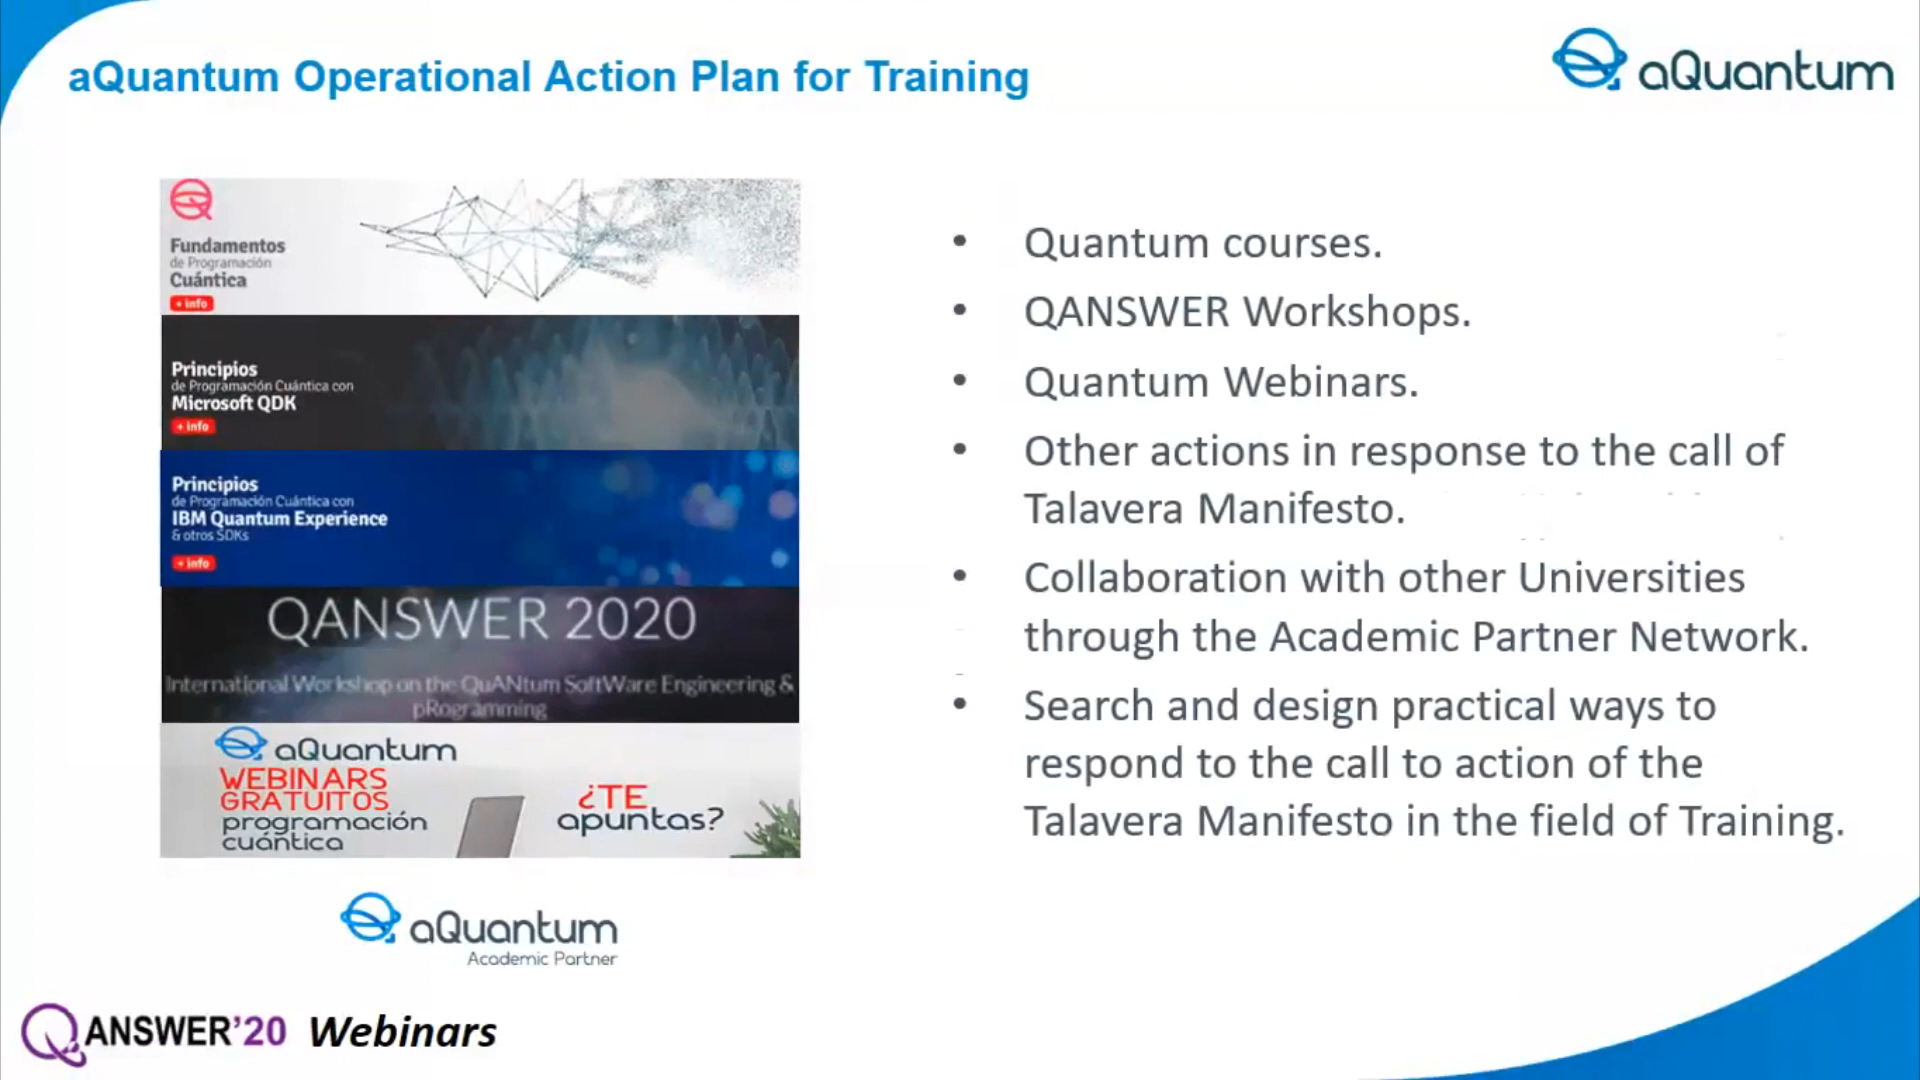 aQuantum Operational Action Plan for Training
aQuantum
Fundamentos
de Programación
Cuántica
+ info
Principios
de Programación Cuántica con
Microsoft QDK
+ info
Principios
de Programación Cuántica con
IBM Quantum Experience
& otros SDKs
+ info
QANSWER 2020
International Workshop on the QuANtum SoftWare Engineering &
pRogramming
aQuantum
WEBINARS
GRATUITOS
programación
cuántica
¿TE
apuntas?
aQuantum
Academic Partner
• Quantum courses.
• QANSWER Workshops.
• Quantum Webinars.
• Other actions in response to the call of
Talavera Manifesto.
• Collaboration with other Universities
through the Academic Partner Network.
• Search and design practical ways to
respond to the call to action of the
Talavera Manifesto in the field of Training.
QANSWER'20 Webinars